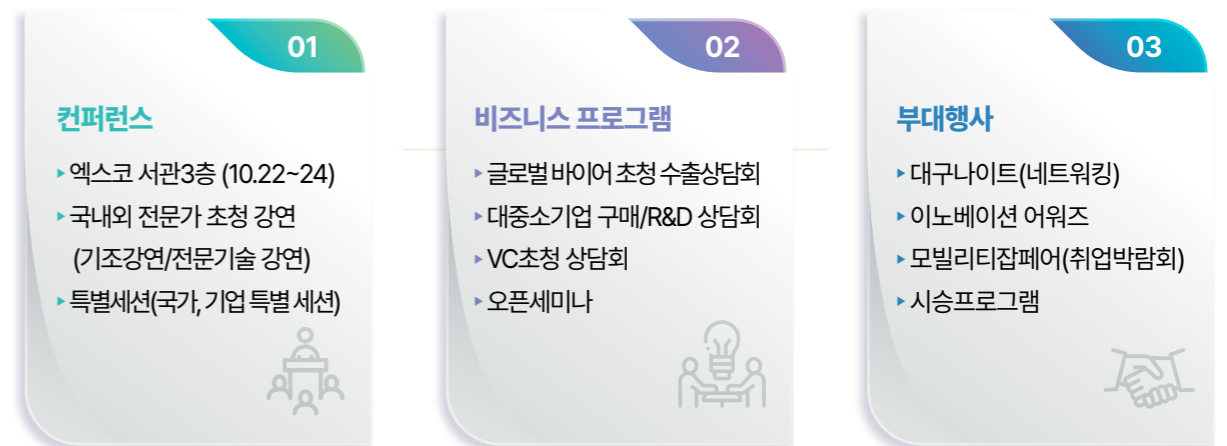 01
컨퍼런스
▸ 엑스코 서관3층 (10.22~24)
▸ 국내외 전문가 초청 강연
(기조강연/전문기술 강연)
▸ 특별세션(국가, 기업 특별 세션)
02
비즈니스 프로그램
▸ 글로벌 바이어 초청 수출상담회
▸ 대중소기업 구매/R&D 상담회
▸ VC초청 상담회
▸ 오픈세미나
03
부대행사
▸ 대구나이트(네트워킹)
▸ 이노베이션 어워즈
▸ 모빌리티잡페어(취업박람회)
▸ 시승프로그램